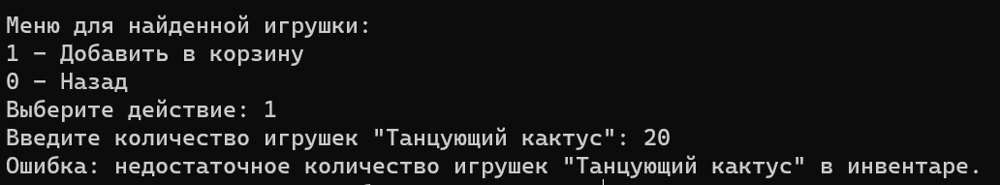 Меню для найденной игрушки:
1 – Добавить в корзину
0 – Назад
Выберите действие: 1
Введите количество игрушек "Танцующий кактус": 20
Ошибка: недостаточное количество игрушек "Танцующий кактус" в инвентаре.